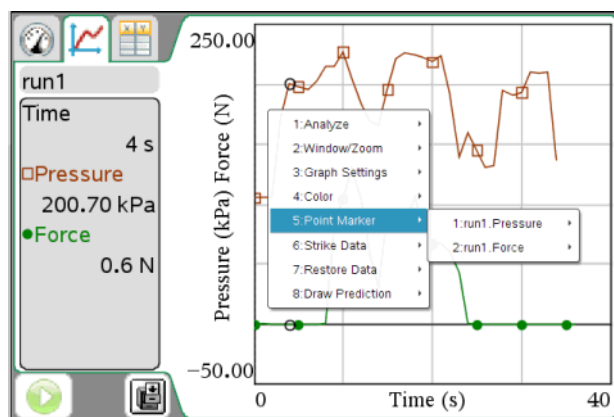 X Y
run1
Time
4 s
Pressure
200.70 kPa
Force
0.6 N
250.00
Pressure (kPa) Force (N)
1:Analyze
2:Window/Zoom
3:Graph Settings
4:Color
5:Point Marker
6:Strike Data
7:Restore Data
8:Draw Prediction
1:run1.Pressure
2:run1.Force
−50.00
0
Time (s)
40